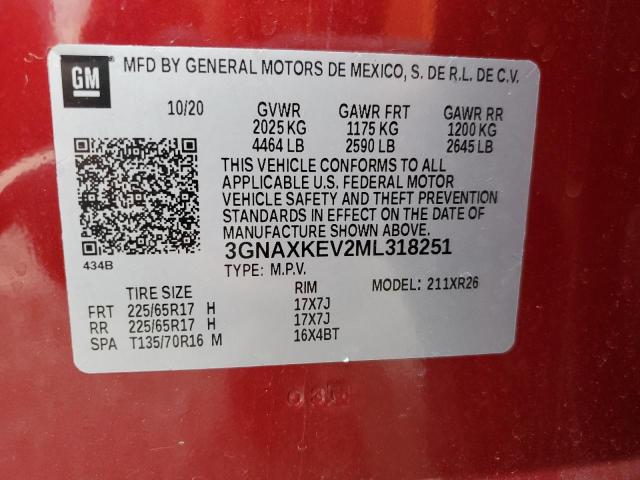 GM
MFD BY GENERAL MOTORS DE MEXICO, S. DE R.L. DE C.V.
10/20 GVWR GAWR FRT GAWR RR
2025 KG 1175 KG 1200 KG
4464 LB 2590 LB 2645 LB
THIS VEHICLE CONFORMS TO ALL
APPLICABLE U.S. FEDERAL MOTOR
VEHICLE SAFETY AND THEFT PREVENTION
STANDARDS IN EFFECT ON THE DATE OF
MANUFACTURE SHOWN ABOVE.
434B
3GNAXKEV2ML318251
TYPE: M.P.V.
MODEL: 211XR26
TIRE SIZE RIM
FRT 225/65R17 H 17X7J
RR 225/65R17 H 17X7J
SPA T135/70R16 M 16X4BT